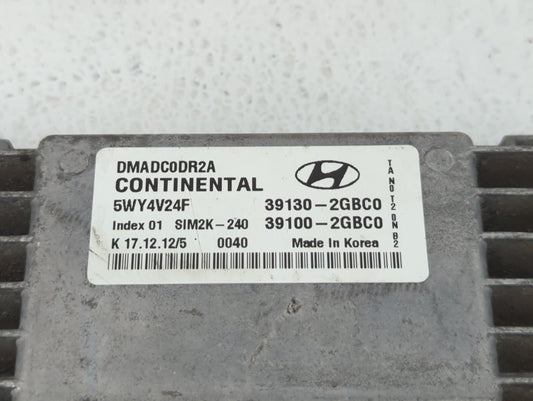 DMADC0DR2A
CONTINENTAL
5WY4V24F 39130-2GBC0
Index 01 SIM2K-240 39100-2GBC0
K 17.12.12/5 0040 Made In Korea
TANOT2ONB2